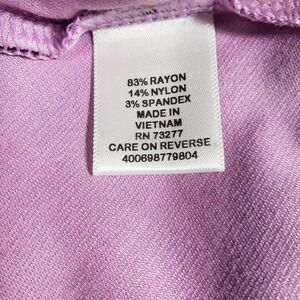 83% RAYON
14% NYLON
3% SPANDEX
MADE IN
VIETNAM
RN 73277
CARE ON REVERSE
400698779804